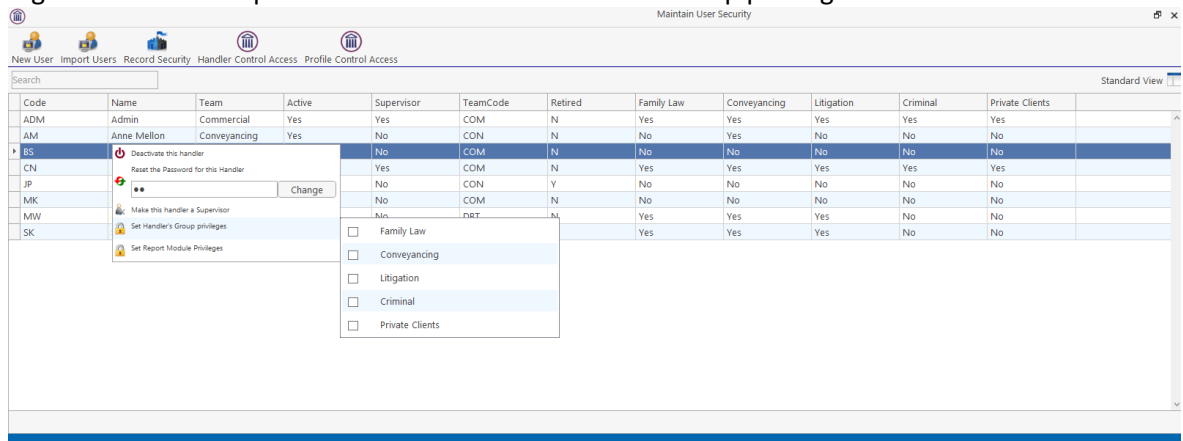 Maintain User Security
New User Import Users Record Security Handler Control Access Profile Control Access
Search
Standard View
Code Name Team Active Supervisor TeamCode Retired Family Law Conveyancing Litigation Criminal Private Clients
ADM Admin Commercial Yes Yes COM N Yes Yes Yes Yes Yes
AM Anne Mellon Conveyancing Yes No CON N No Yes No No No
BS No COM N No No No No No
CN Yes COM N Yes Yes Yes Yes Yes
JP No CON Y No No No No No
MK No COM N No No No No No
MW No DBT N Yes Yes Yes No No
SK Yes Yes Yes No No
Deactivate this handler
Reset the Password for this Handler
Change
Make this handler a Supervisor
Set Handler's Group privileges
Set Report Module Privileges
Family Law
Conveyancing
Litigation
Criminal
Private Clients